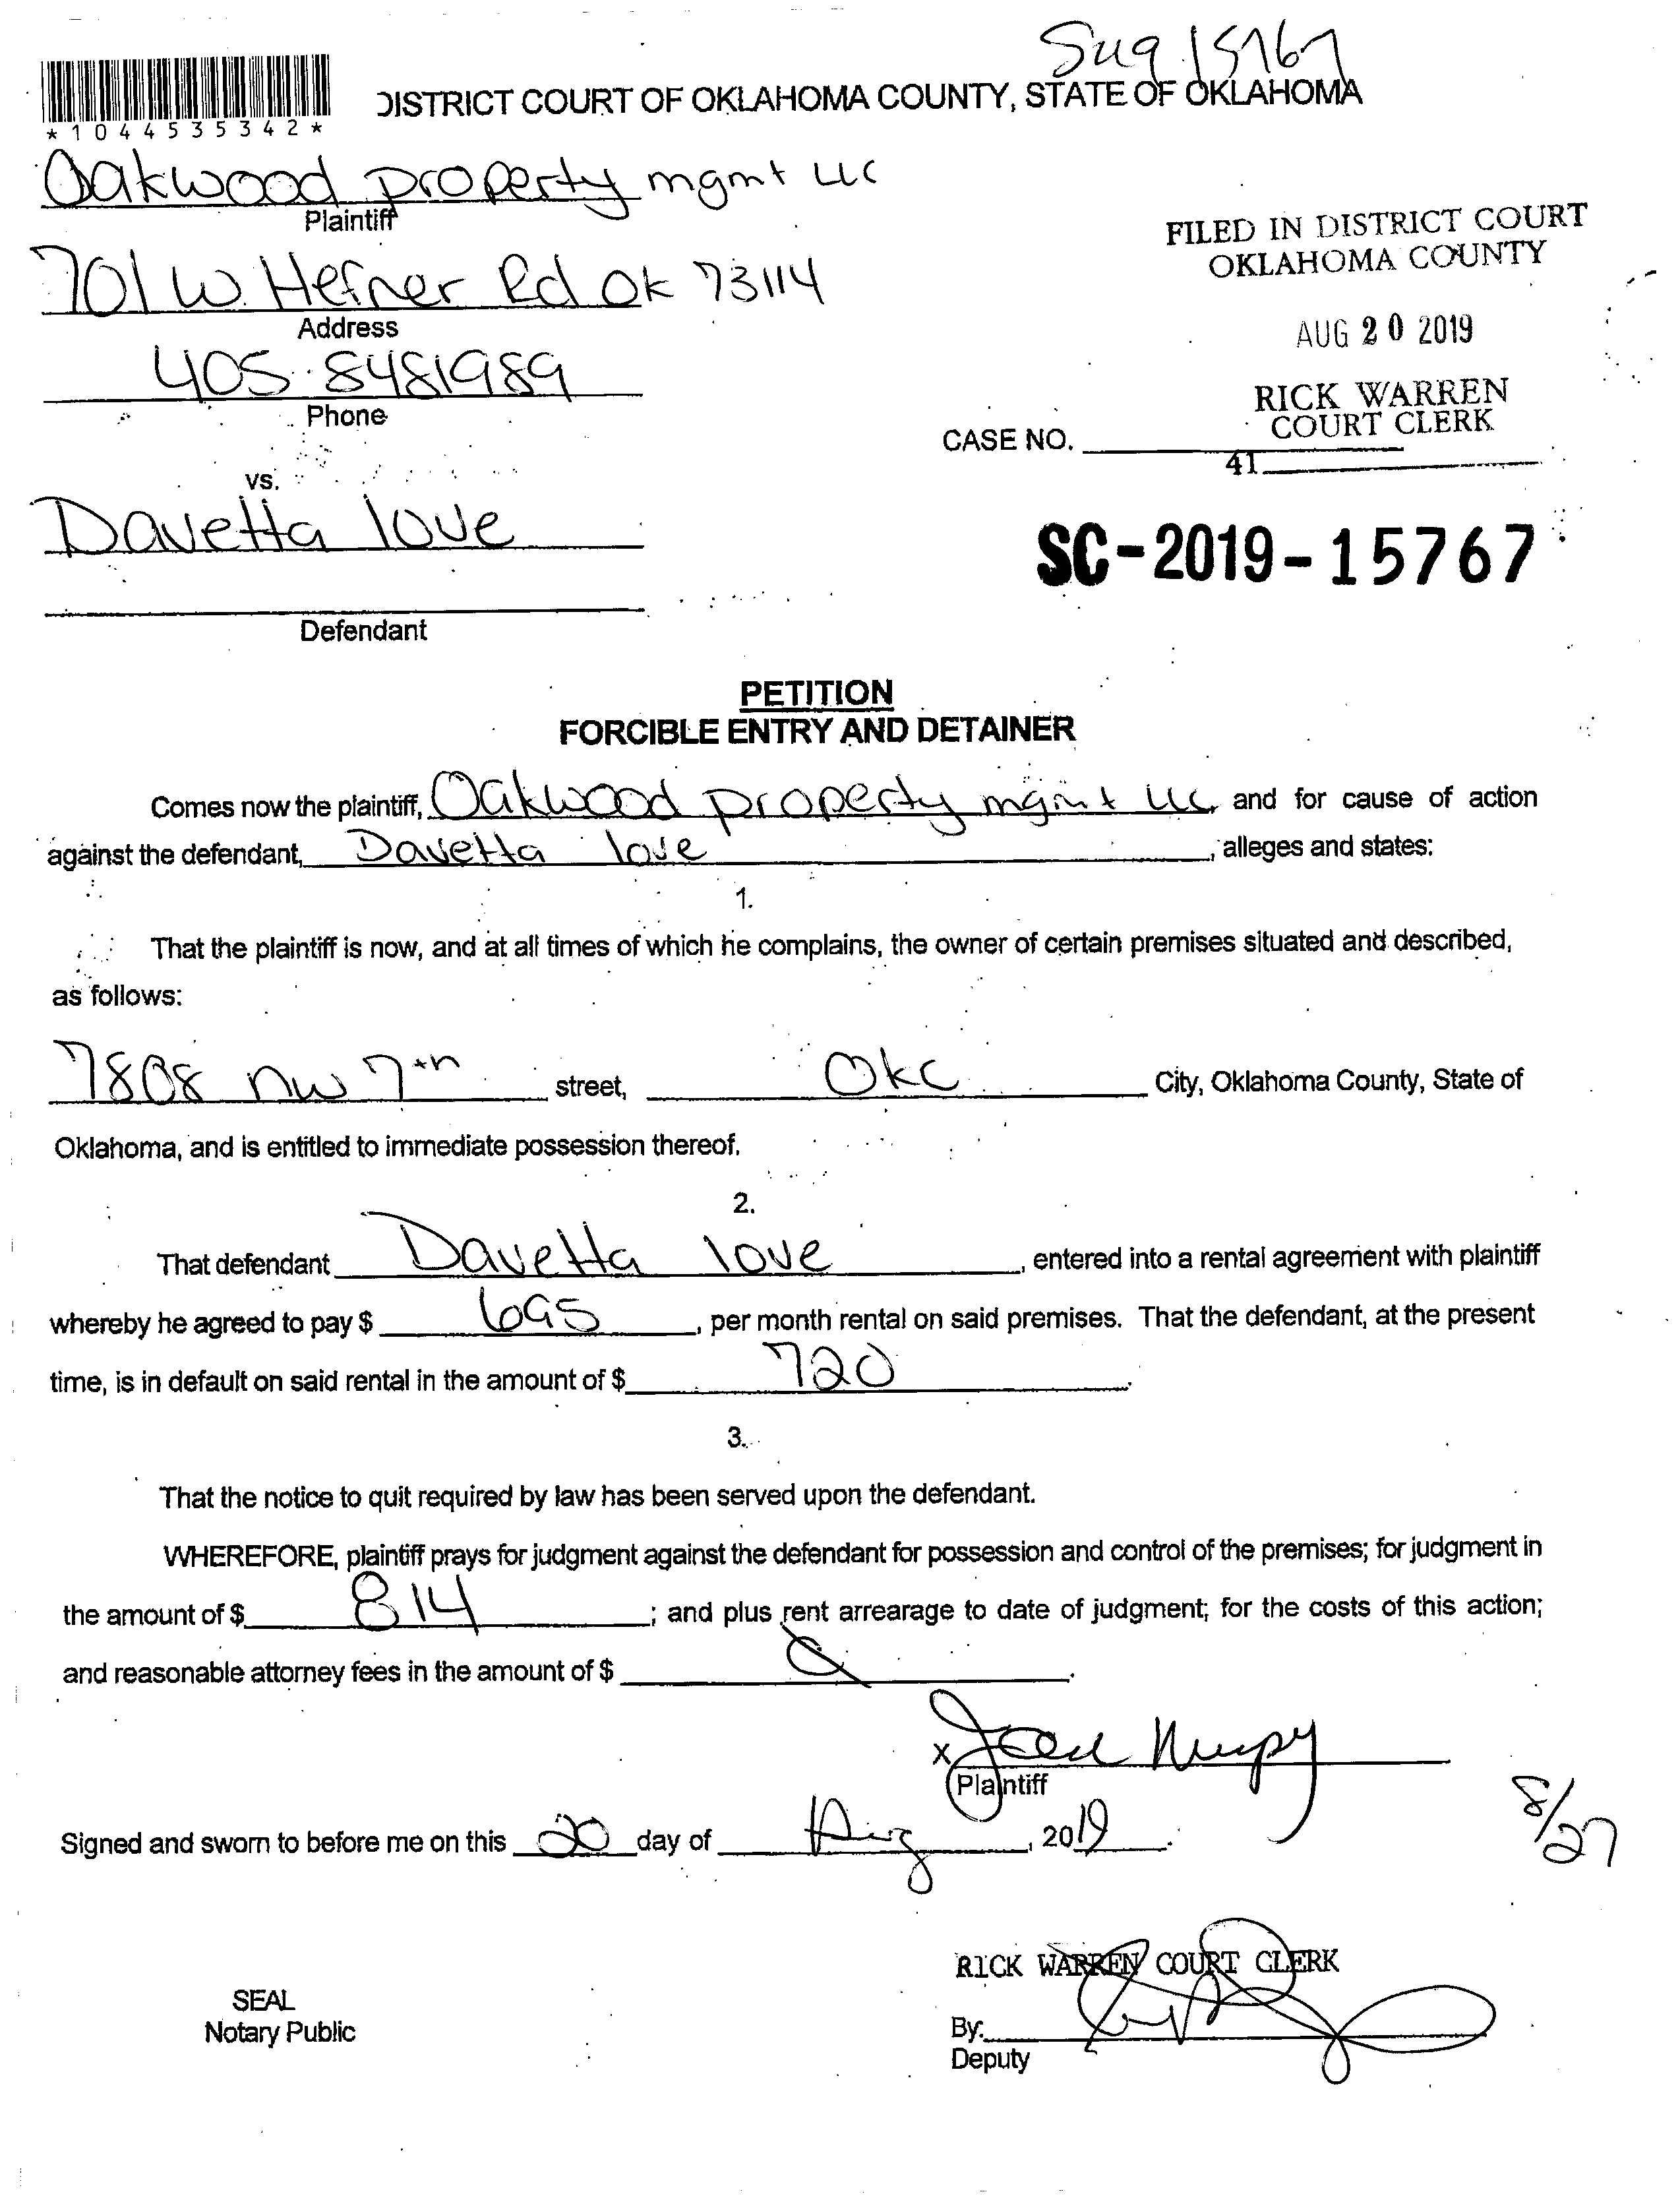 15767
DISTRICT COURT OF OKLAHOMA COUNTY, STATE OF OKLAHOMA
*1044535342*
Oakwood property mgmt LLC
Plaintiff
FILED IN DISTRICT COURT
OKLAHOMA COUNTY
701 W. Hefner Rd OK 73114
Address
AUG 20 2019
405.8481989
Phone
RICK WARREN
COURT CLERK
CASE NO.
41
vs.
Davetta love
SC-2019-15767
Defendant
PETITION
FORCIBLE ENTRY AND DETAINER
Comes now the plaintiff, Oakwood property mgmt LLC, and for cause of action
against the defendant, Davetta love, alleges and states:
1.
That the plaintiff is now, and at all times of which he complains, the owner of certain premises situated and described,
as follows:
7808 nw 7th street, Okc City, Oklahoma County, State of
Oklahoma, and is entitled to immediate possession thereof.
2.
That defendant Davetta love, entered into a rental agreement with plaintiff
whereby he agreed to pay $ 695, per month rental on said premises. That the defendant, at the present
time, is in default on said rental in the amount of $ 720.
3.
That the notice to quit required by law has been served upon the defendant.
WHEREFORE, plaintiff prays for judgment against the defendant for possession and control of the premises; for judgment in
the amount of $ 814; and plus rent arrearage to date of judgment; for the costs of this action;
and reasonable attorney fees in the amount of $
X
Plaintiff
8/27
Signed and sworn to before me on this 20 day of Aug, 2019.
RICK WARREN COURT CLERK
SEAL
Notary Public
By:
Deputy